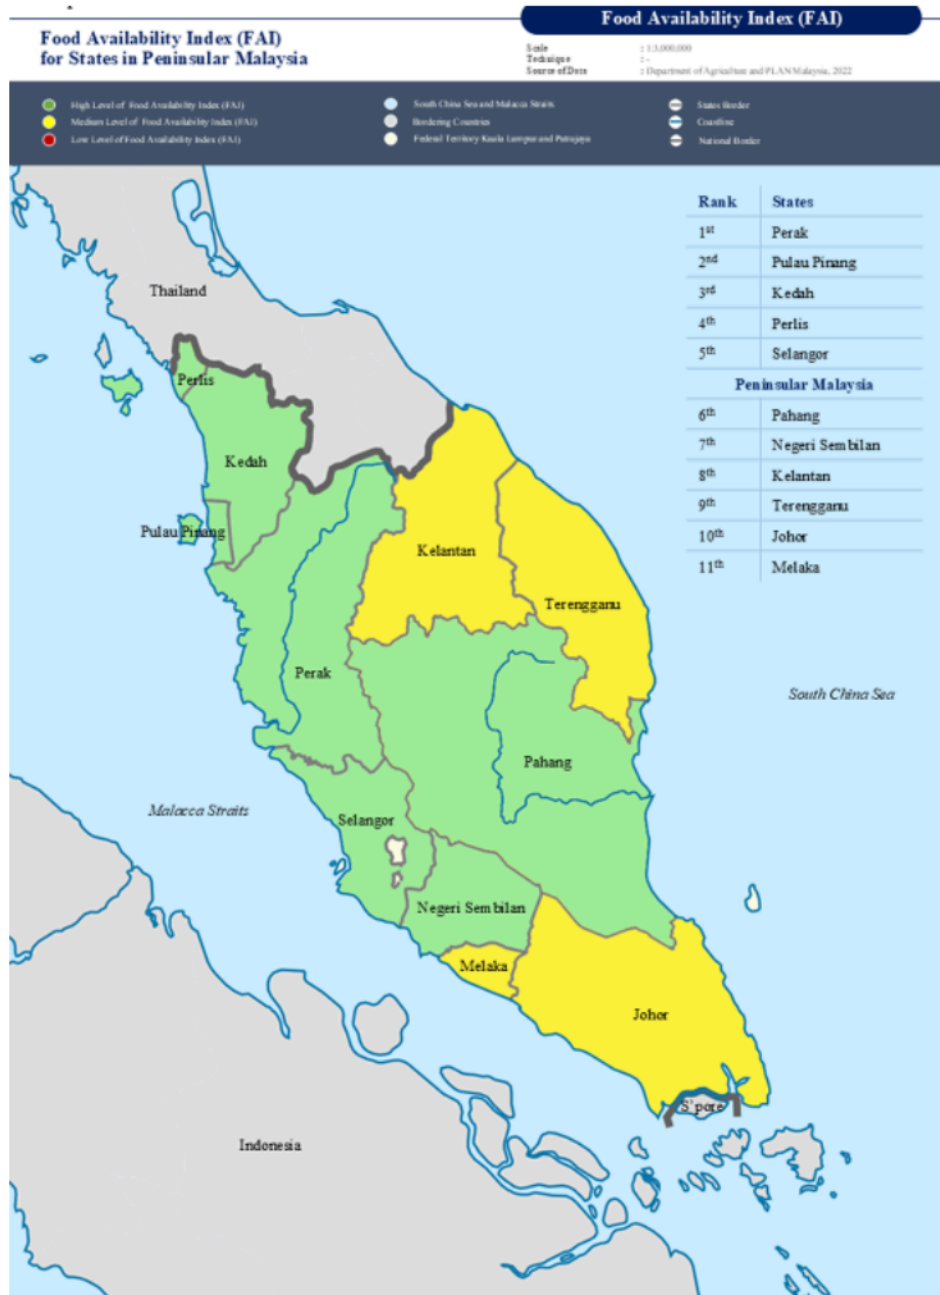 Food Availability Index (FAI)
Food Availability Index (FAI)
for States in Peninsular Malaysia
Scale : 1:3,000,000
Technique : -
Source of Data : Department of Agriculture and PLANMalaysia, 2022
High Level of Food Availability Index (FAI)
Medium Level of Food Availability Index (FAI)
Low Level of Food Availability Index (FAI)
South China Sea and Malacca Straits
Bordering Countries
Federal Territory Kuala Lumpur and Putrajaya
States Border
Coastline
National Border
Rank States
1st Perak
2nd Pulau Pinang
3rd Kedah
4th Perlis
5th Selangor
Peninsular Malaysia
6th Pahang
7th Negeri Sembilan
8th Kelantan
9th Terengganu
10th Johor
11th Melaka
Thailand
Perlis
Kedah
Pulau Pinang
Kelantan
Terengganu
Perak
South China Sea
Pahang
Malacca Straits
Selangor
Negeri Sembilan
Melaka
Johor
S'pore
Indonesia